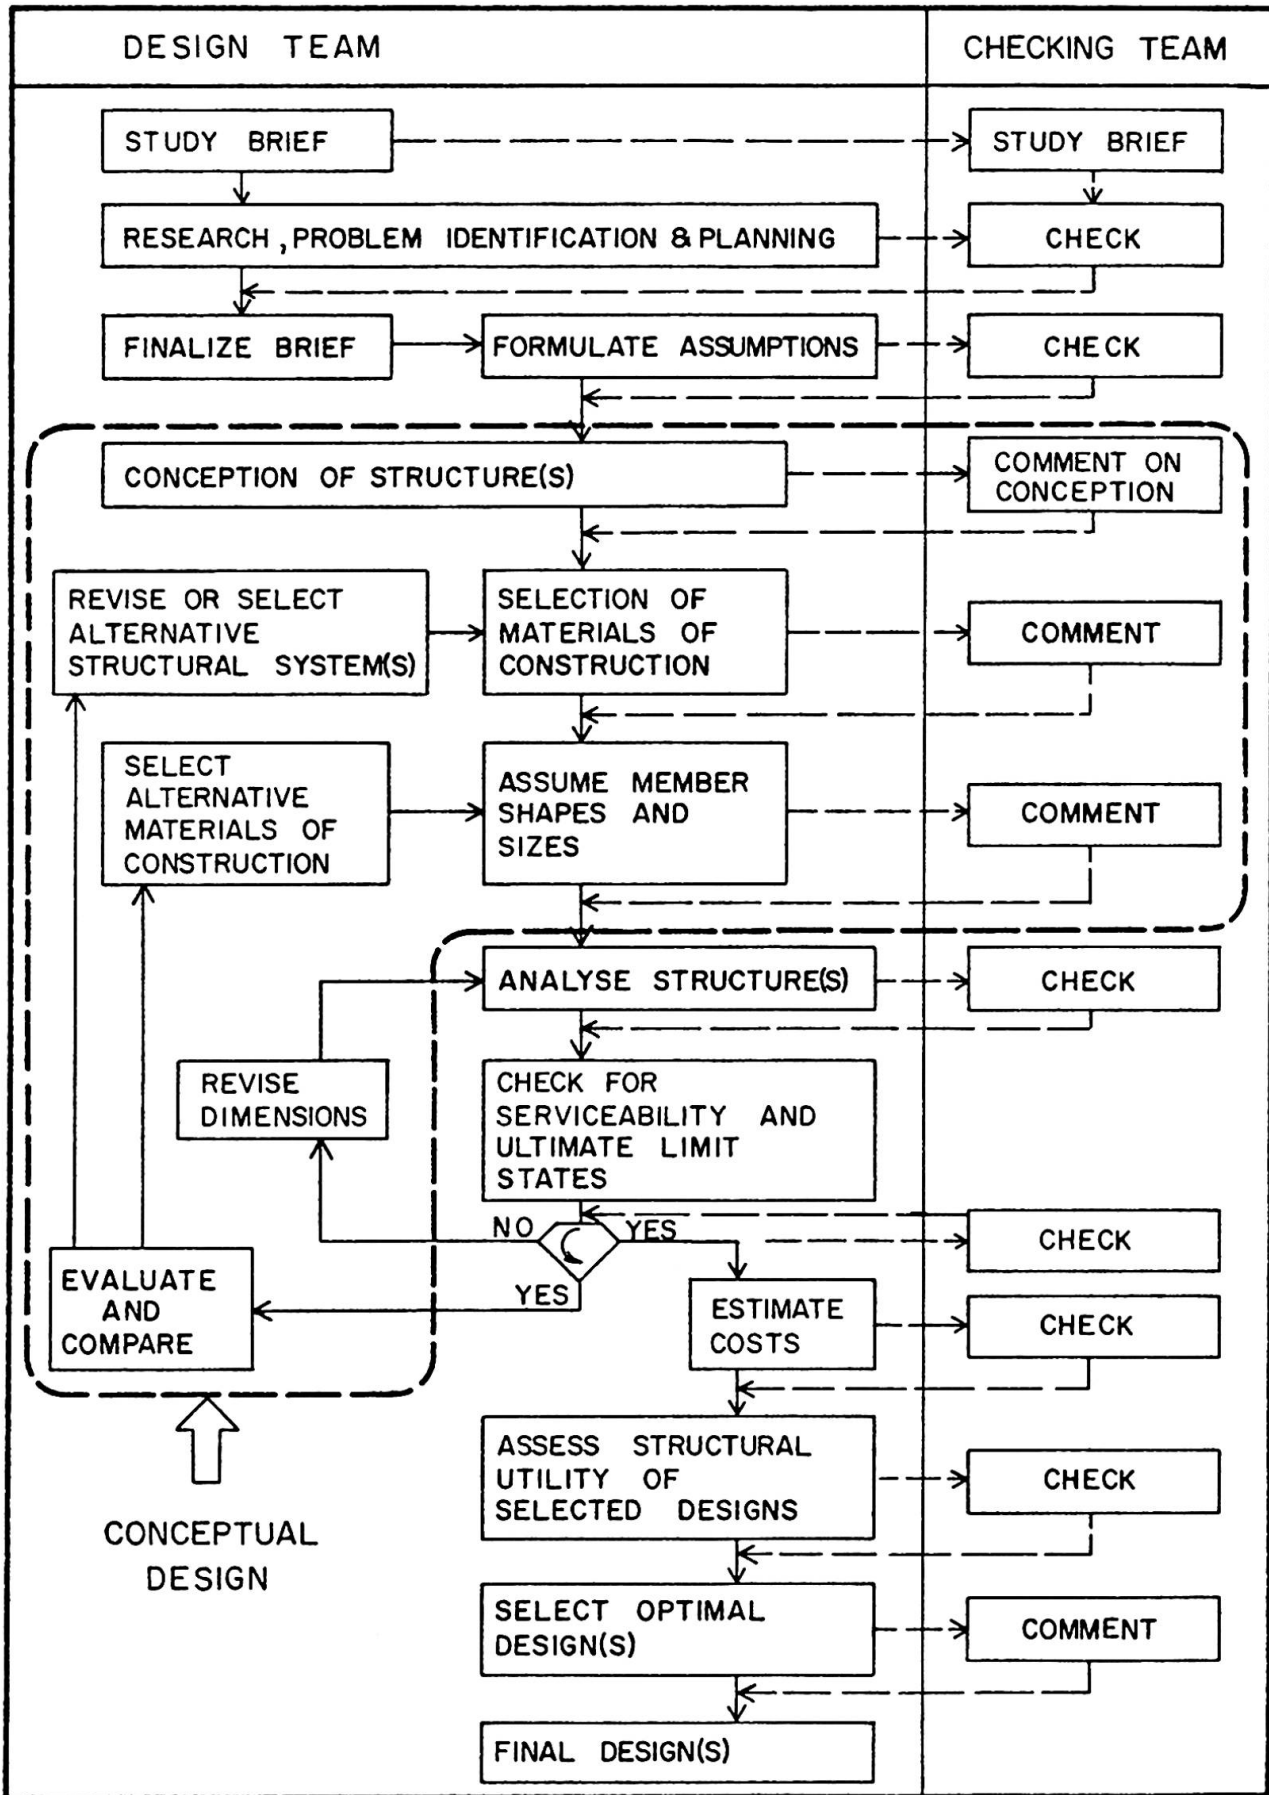 DESIGN TEAM
CHECKING TEAM
STUDY BRIEF
STUDY BRIEF
RESEARCH, PROBLEM IDENTIFICATION & PLANNING
CHECK
FINALIZE BRIEF
FORMULATE ASSUMPTIONS
CHECK
CONCEPTION OF STRUCTURE(S)
COMMENT ON
CONCEPTION
REVISE OR SELECT
ALTERNATIVE
STRUCTURAL SYSTEM(S)
SELECTION OF
MATERIALS OF
CONSTRUCTION
COMMENT
SELECT
ALTERNATIVE
MATERIALS OF
CONSTRUCTION
ASSUME MEMBER
SHAPES AND
SIZES
COMMENT
ANALYSE STRUCTURE(S)
CHECK
REVISE
DIMENSIONS
CHECK FOR
SERVICEABILITY AND
ULTIMATE LIMIT
STATES
NO
YES
CHECK
YES
EVALUATE
AND
COMPARE
ESTIMATE
COSTS
CHECK
ASSESS STRUCTURAL
UTILITY OF
SELECTED DESIGNS
CHECK
CONCEPTUAL
DESIGN
SELECT OPTIMAL
DESIGN(S)
COMMENT
FINAL DESIGN(S)